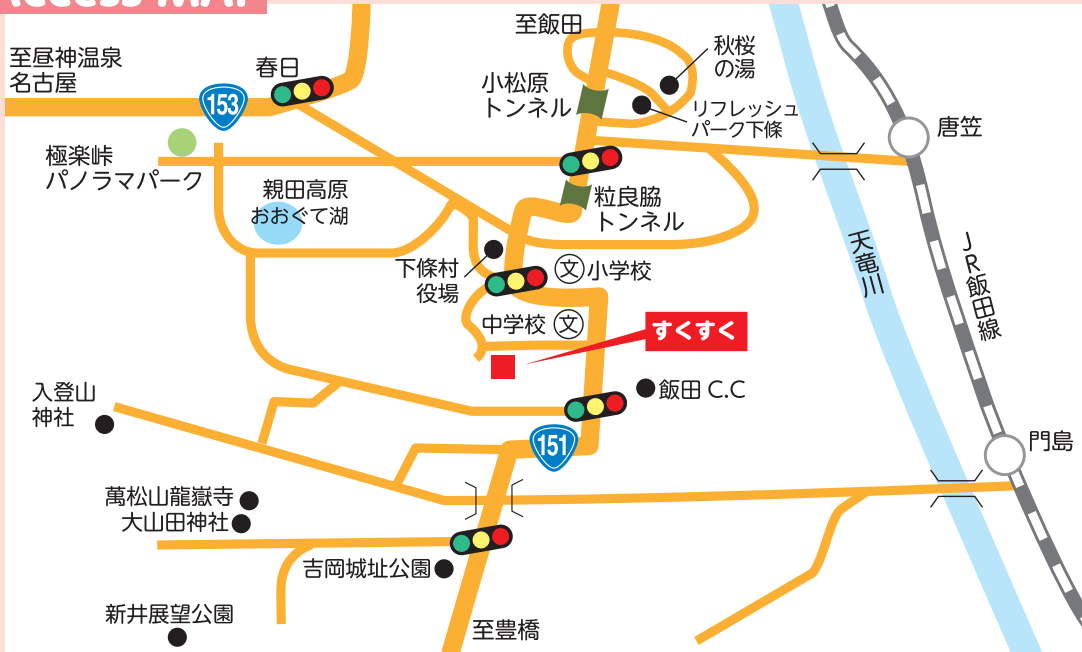 ACCESS MAP
至飯田
至昼神温泉
名古屋
春日
153
秋桜
の湯
小松原
トンネル
リフレッシュ
パーク下條
唐笠
極楽峠
パノラマパーク
親田高原
おおぐて湖
粒良脇
トンネル
天竜川
JR飯田線
下條村
役場
文小学校
中学校文
すくすく
入登山
神社
飯田 C.C
151
門島
萬松山龍嶽寺
大山田神社
吉岡城址公園
新井展望公園
至豊橋